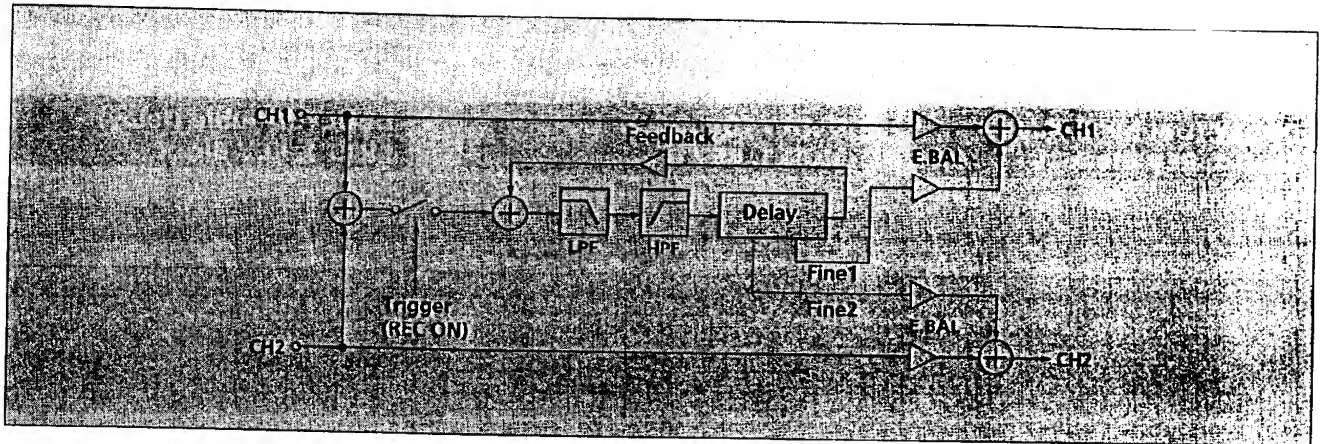 CH1
CH1
Feedback
E.BAL
Delay
LPF
HPF
Fine1
Fine2
Trigger
(REC ON)
E.BAL
CH2
CH2